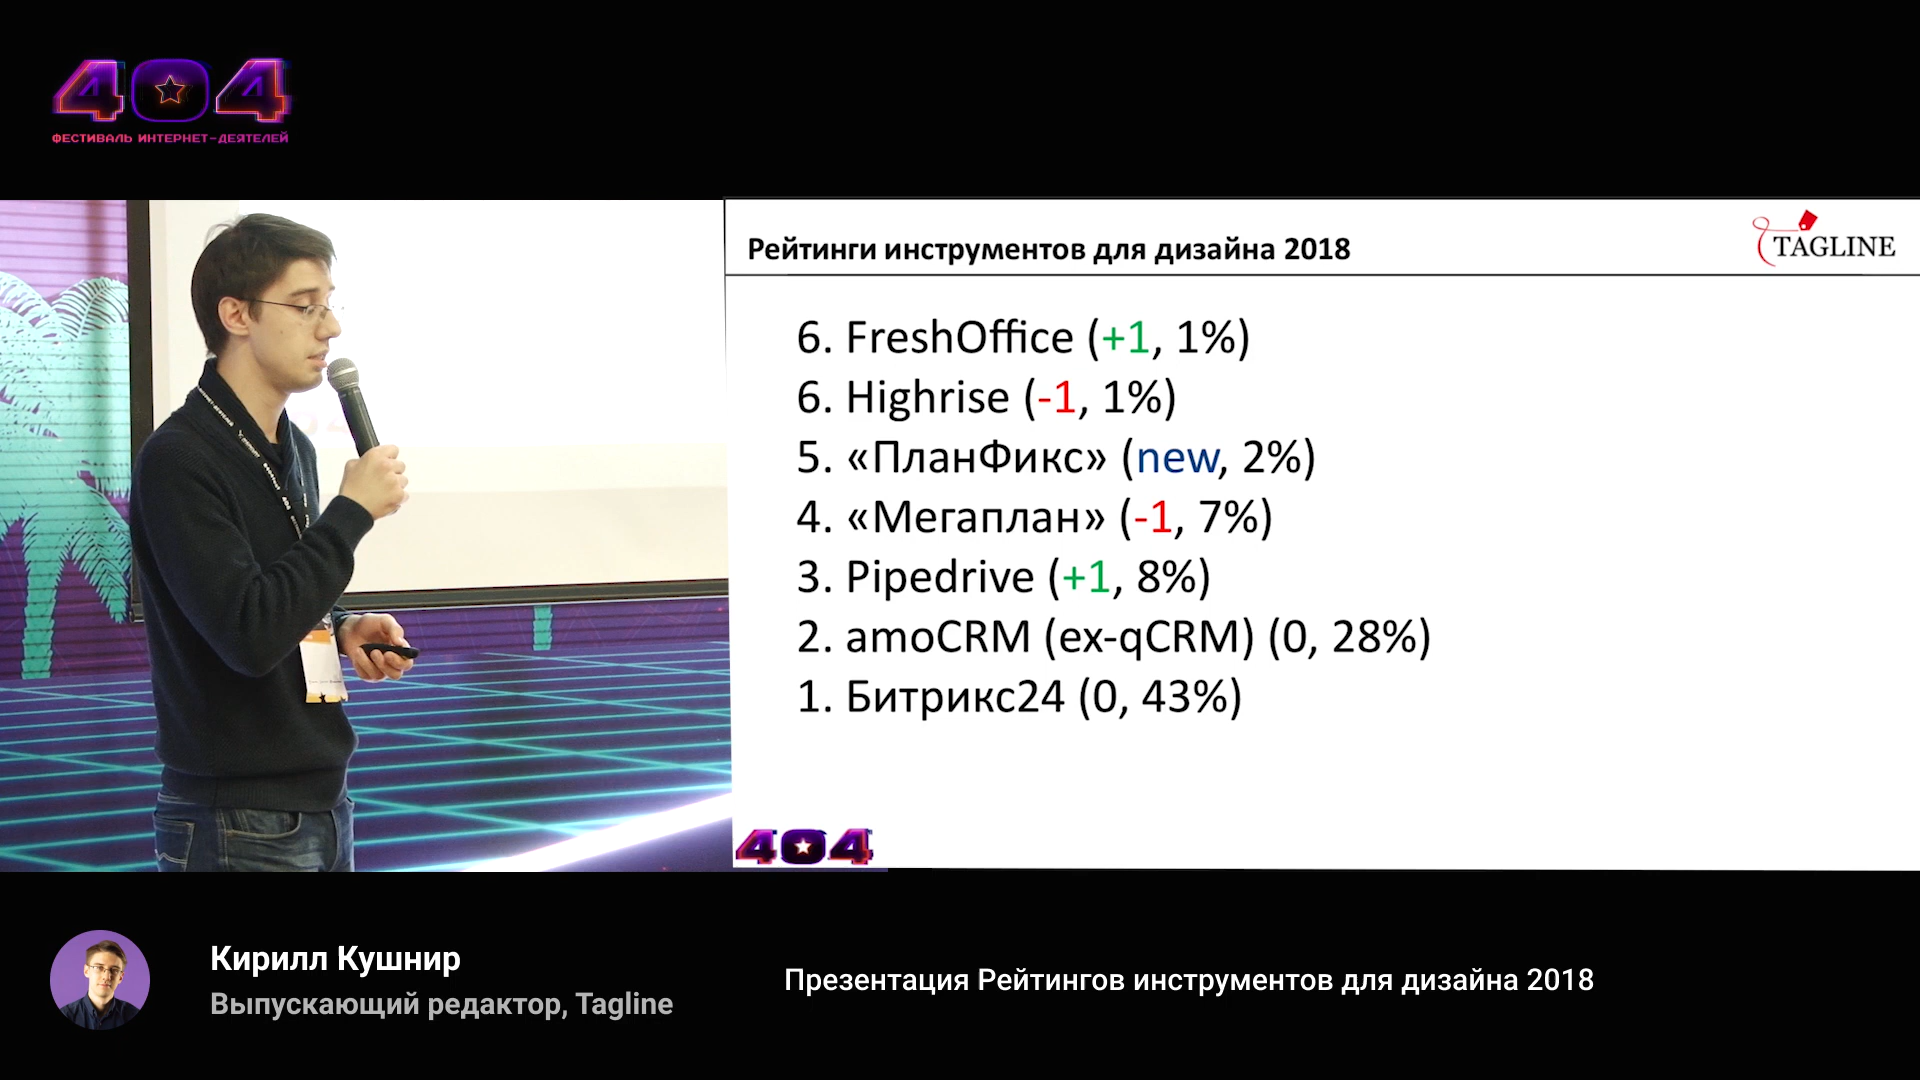 404
ФЕСТИВАЛЬ ИНТЕРНЕТ-ДЕЯТЕЛЕЙ
Рейтинги инструментов для дизайна 2018
TAGLINE
6. FreshOffice (+1, 1%)
6. Highrise (-1, 1%)
5. «ПланФикс» (new, 2%)
4. «Мегаплан» (-1, 7%)
3. Pipedrive (+1, 8%)
2. amoCRM (ex-qCRM) (0, 28%)
1. Битрикс24 (0, 43%)
404
Кирилл Кушнир
Выпускающий редактор, Tagline
Презентация Рейтингов инструментов для дизайна 2018